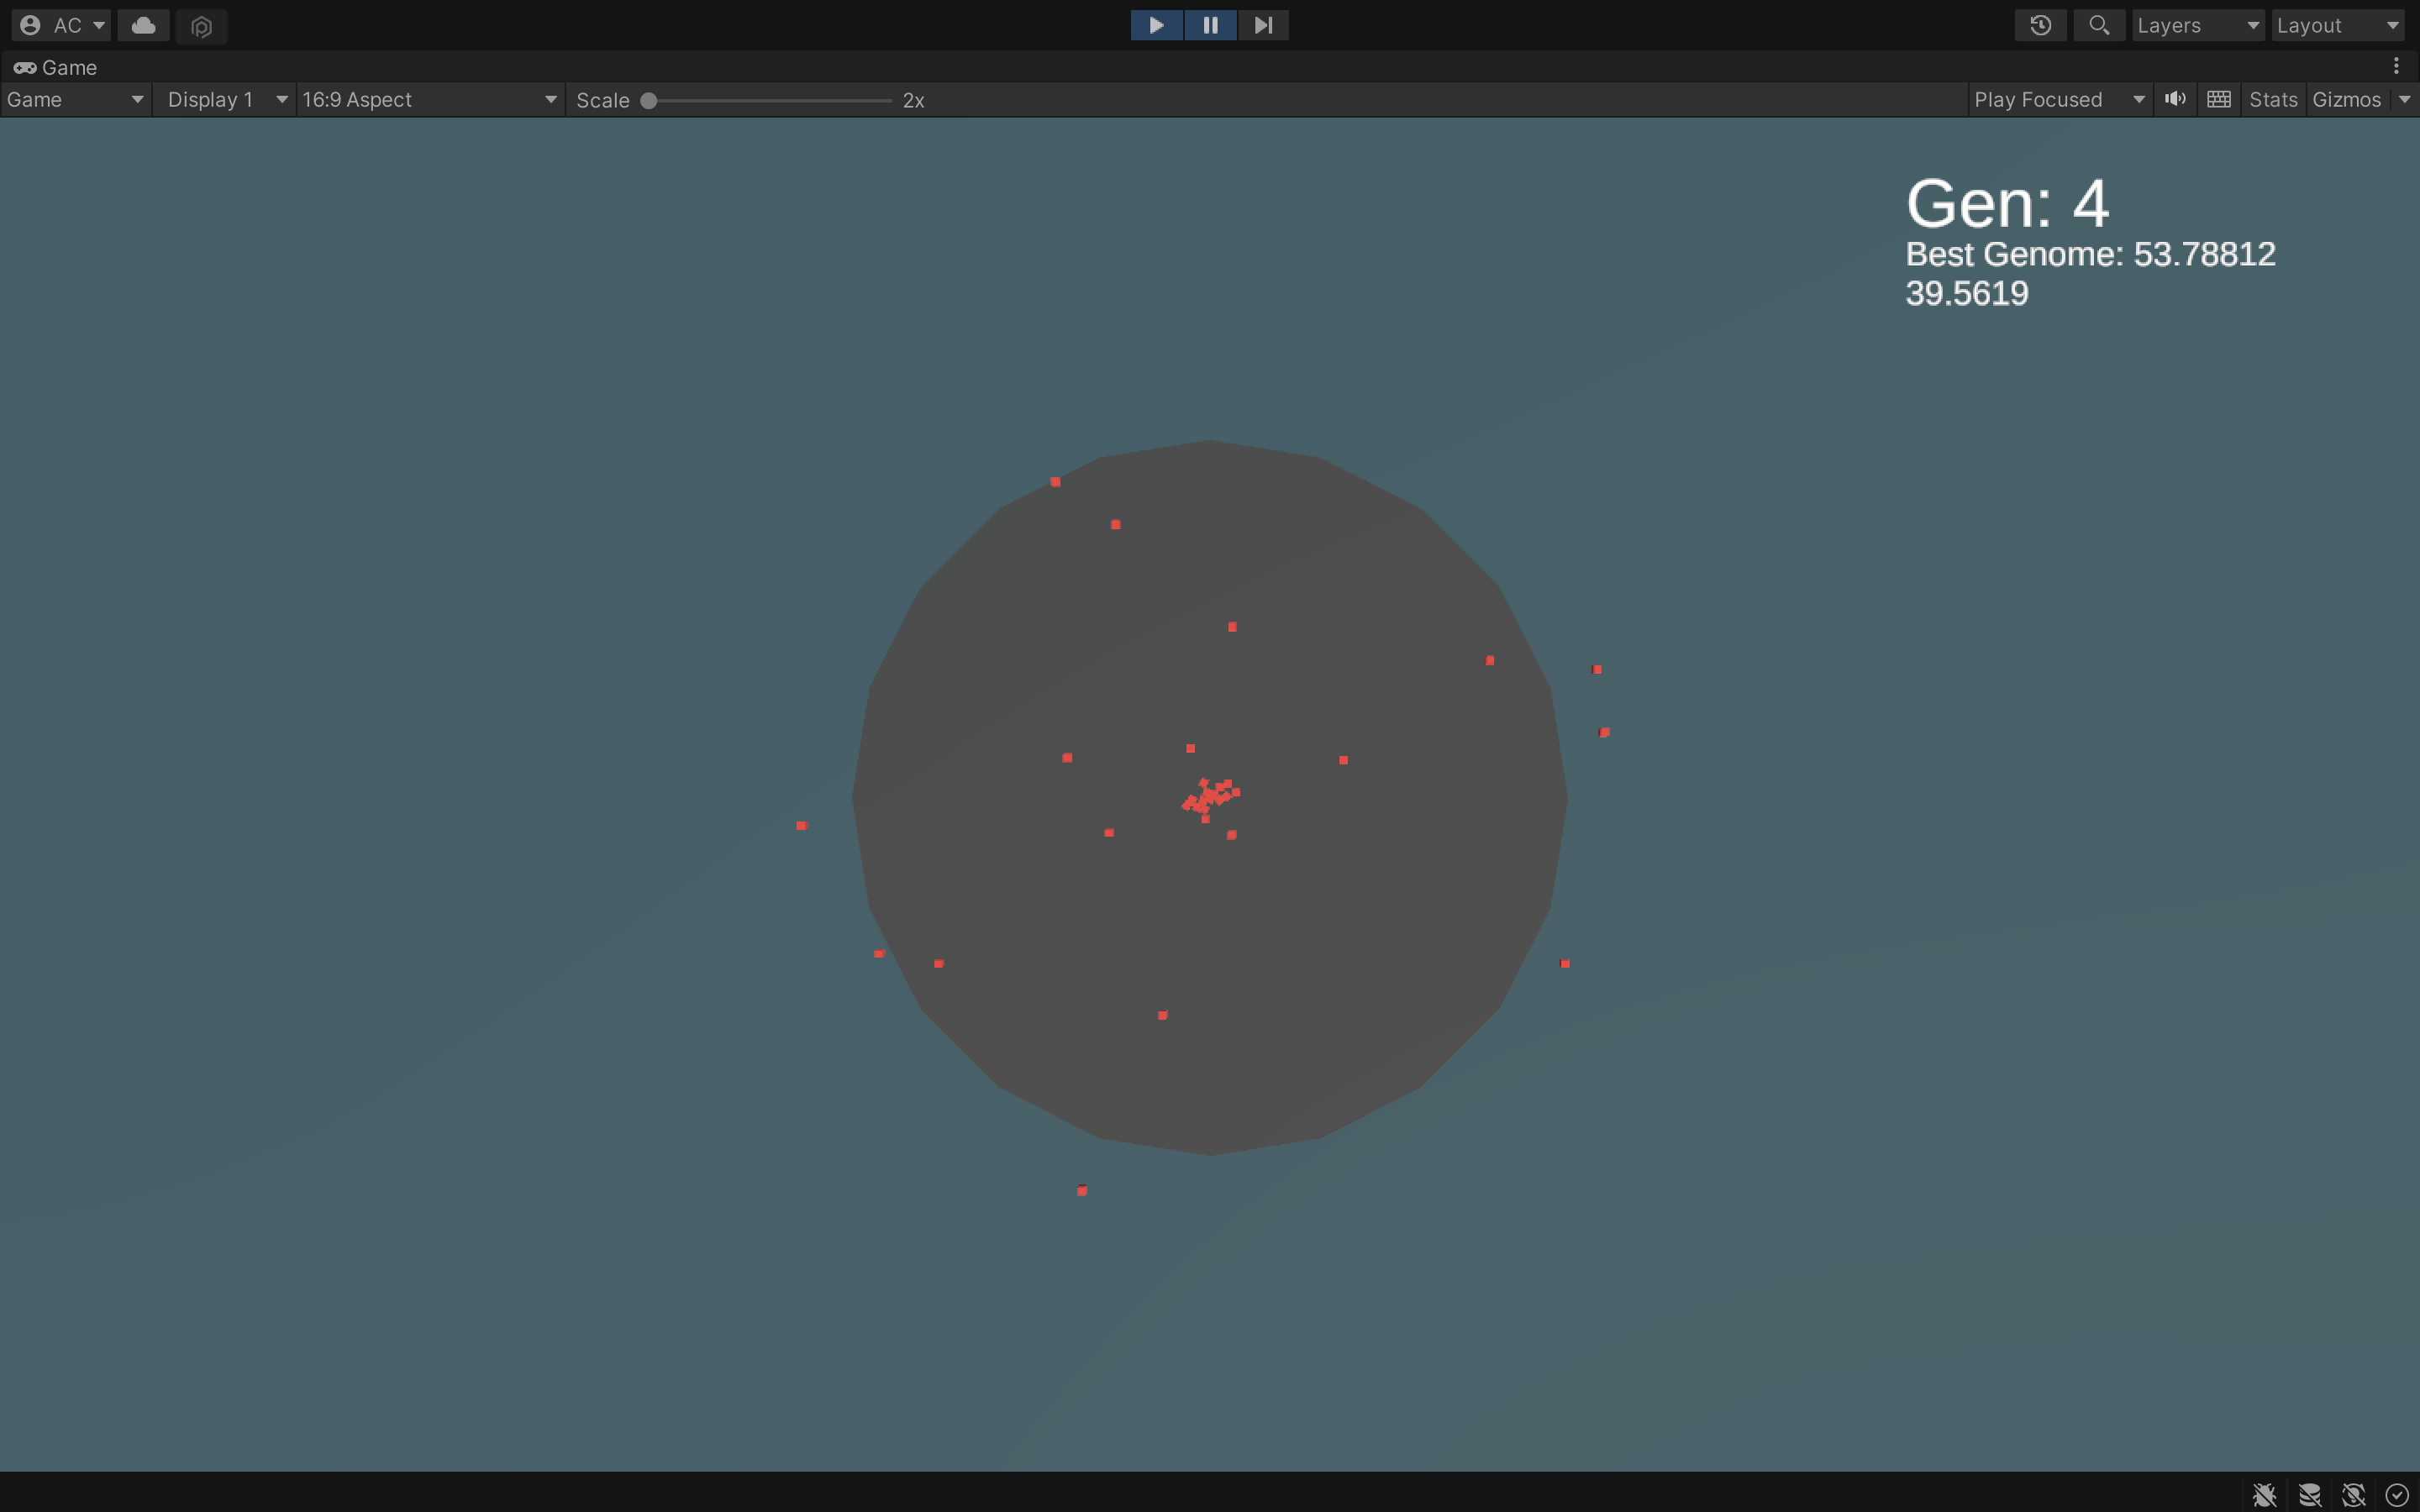 AC
Layers
Layout
Game
Game
Display 1
16:9 Aspect
Scale
2x
Play Focused
Stats
Gizmos
Gen: 4
Best Genome: 53.78812
39.5619